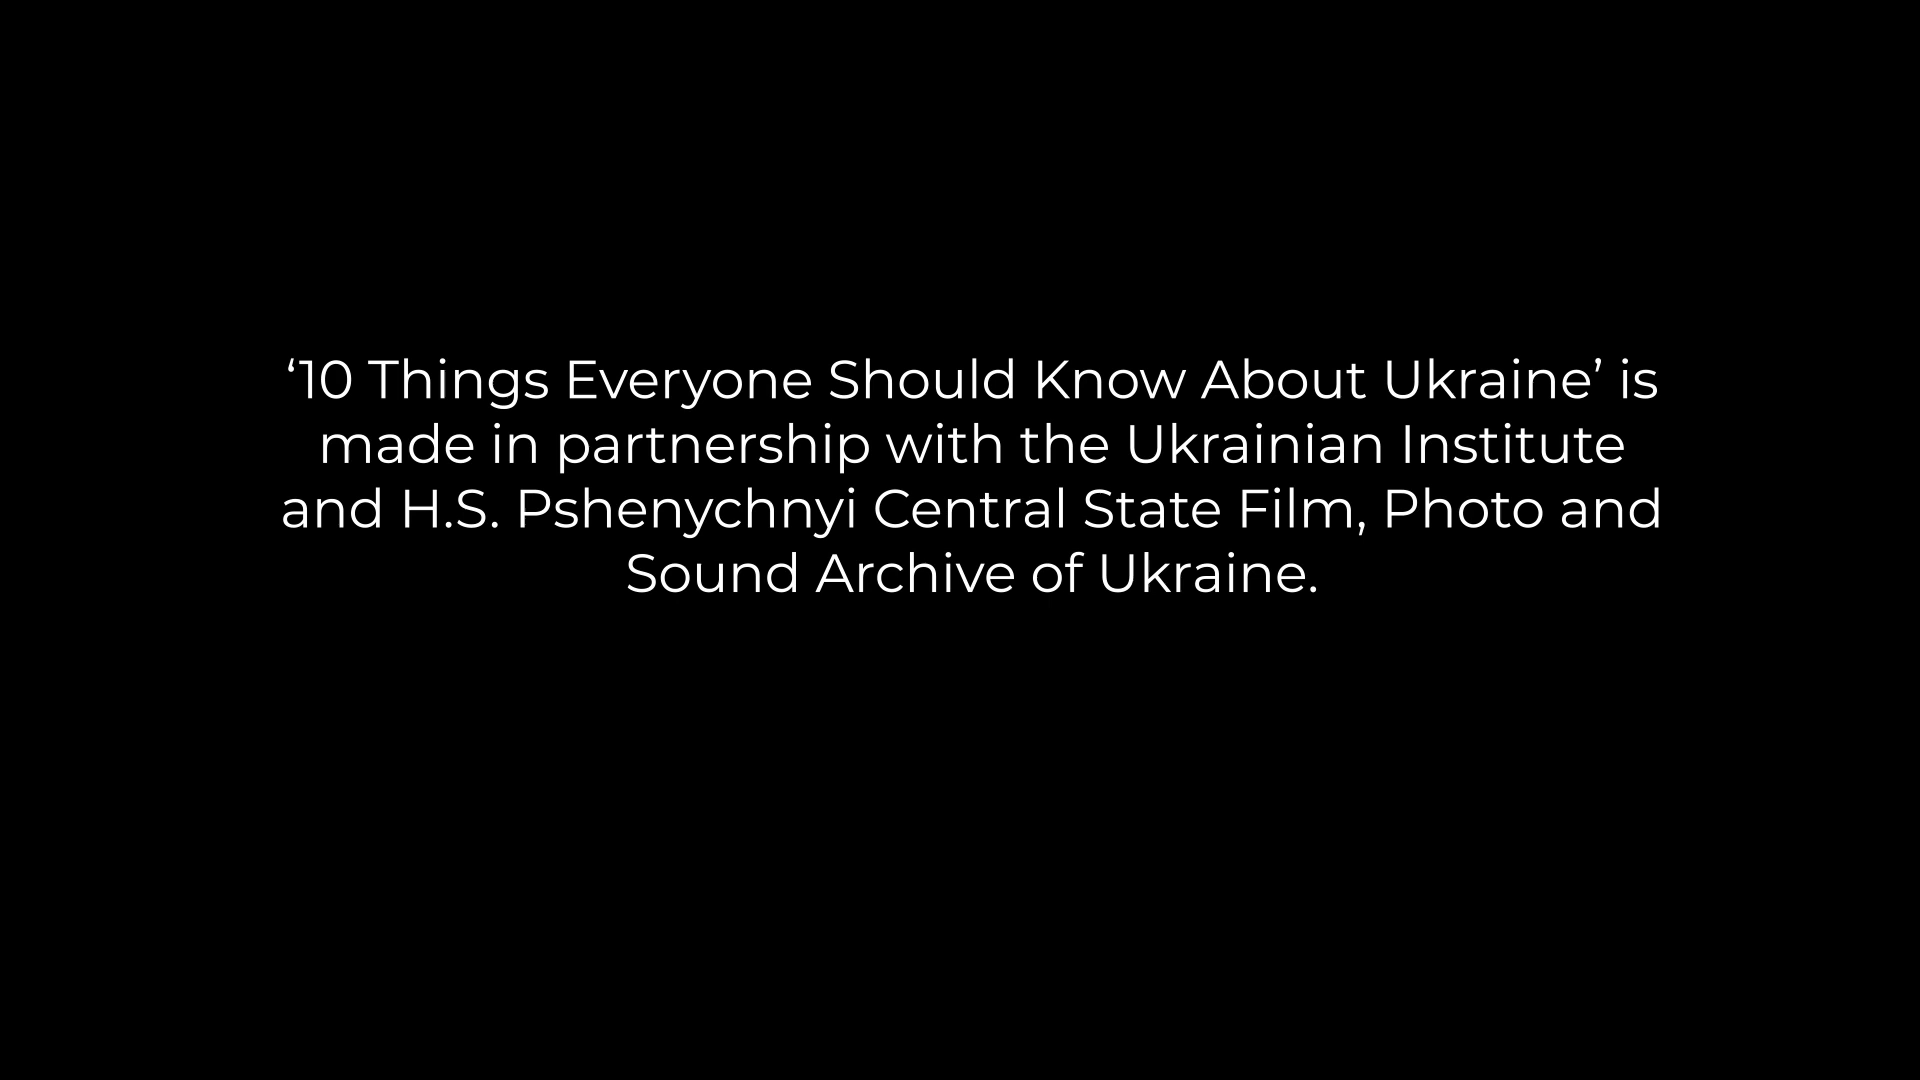 ‘10 Things Everyone Should Know About Ukraine’ is
made in partnership with the Ukrainian Institute
and H.S. Pshenychnyi Central State Film, Photo and
Sound Archive of Ukraine.